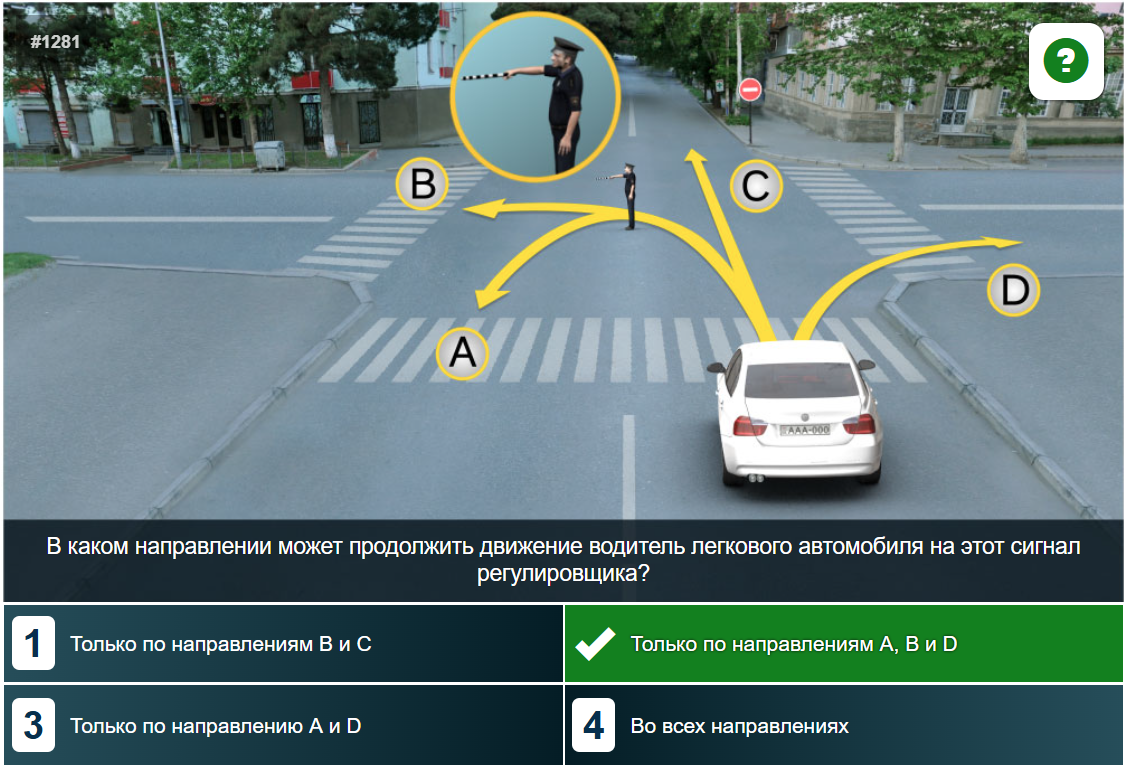 #1281
?
B
C
D
A
AAA-000
В каком направлении может продолжить движение водитель легкового автомобиля на этот сигнал
регулировщика?
1 Только по направлениям B и C
Только по направлениям A, B и D
3 Только по направлению A и D
4 Во всех направлениях